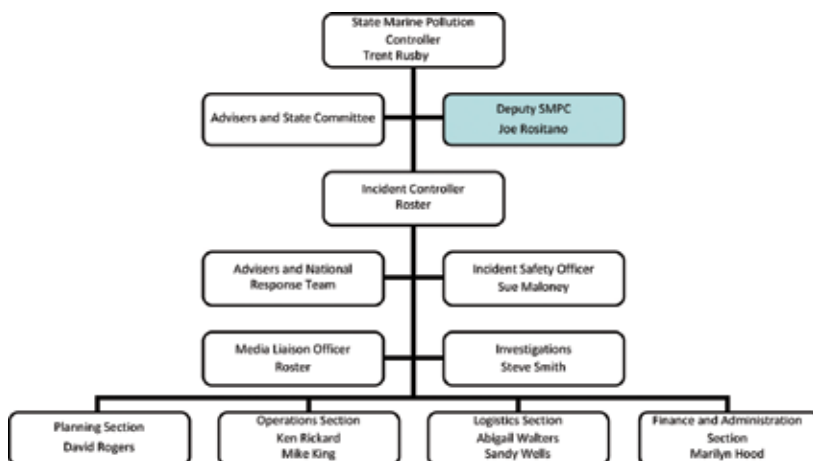 State Marine Pollution
Controller
Trent Rusby
Advisers and State Committee
Deputy SMPC
Joe Rositano
Incident Controller
Roster
Advisers and National
Response Team
Incident Safety Officer
Sue Maloney
Media Liaison Officer
Roster
Investigations
Steve Smith
Planning Section
David Rogers
Operations Section
Ken Rickard
Mike King
Logistics Section
Abigail Walters
Sandy Wells
Finance and Administration
Section
Marilyn Hood